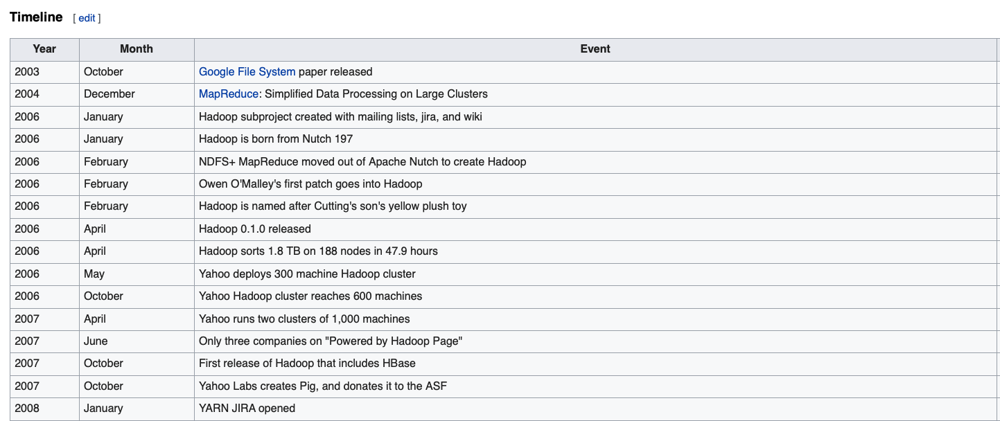 Timeline [ edit ]
Year Month Event
2003 October Google File System paper released
2004 December MapReduce: Simplified Data Processing on Large Clusters
2006 January Hadoop subproject created with mailing lists, jira, and wiki
2006 January Hadoop is born from Nutch 197
2006 February NDFS+ MapReduce moved out of Apache Nutch to create Hadoop
2006 February Owen O'Malley's first patch goes into Hadoop
2006 February Hadoop is named after Cutting's son's yellow plush toy
2006 April Hadoop 0.1.0 released
2006 April Hadoop sorts 1.8 TB on 188 nodes in 47.9 hours
2006 May Yahoo deploys 300 machine Hadoop cluster
2006 October Yahoo Hadoop cluster reaches 600 machines
2007 April Yahoo runs two clusters of 1,000 machines
2007 June Only three companies on "Powered by Hadoop Page"
2007 October First release of Hadoop that includes HBase
2007 October Yahoo Labs creates Pig, and donates it to the ASF
2008 January YARN JIRA opened